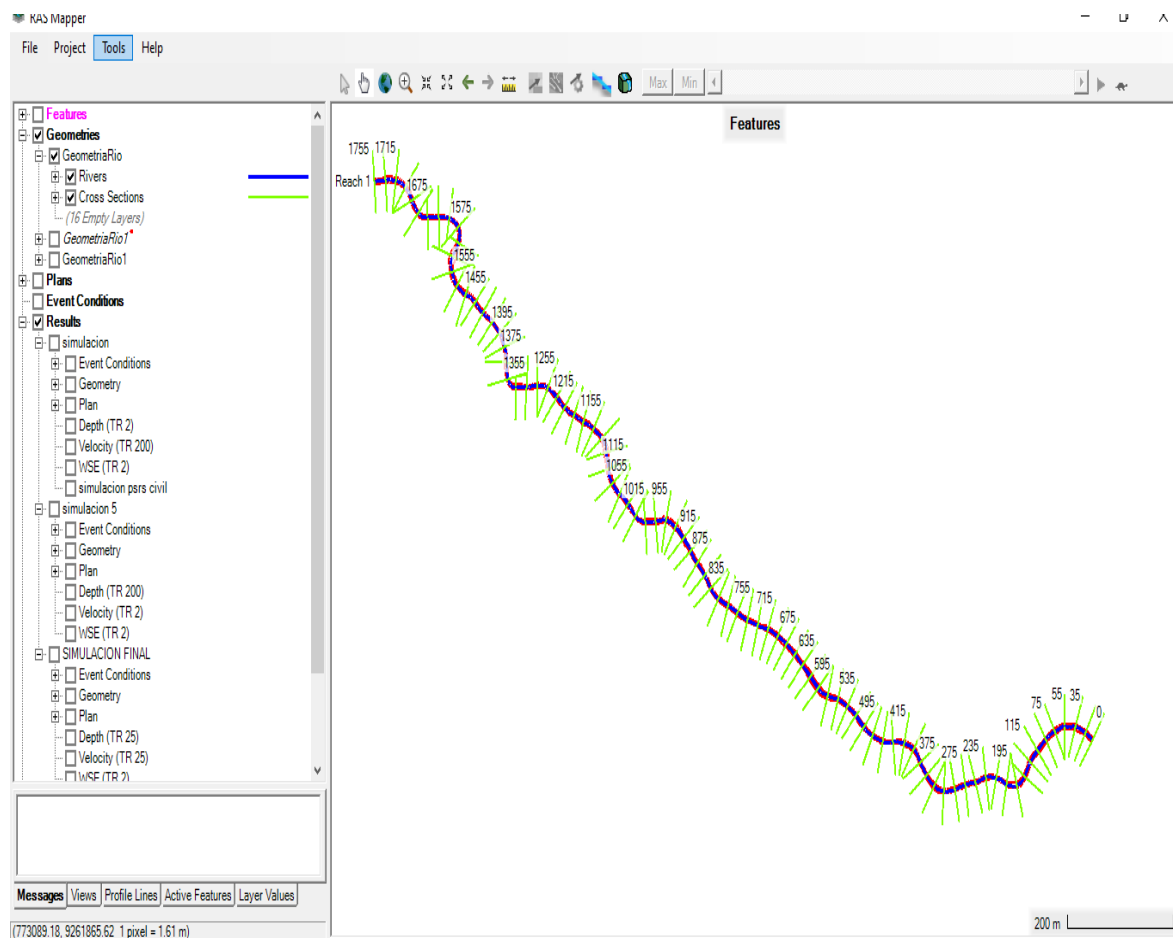 RAS Mapper
File Project Tools Help
Max Min
Features
Geometries
GeometriaRio
Rivers
Cross Sections
(16 Empty Layers)
GeometriaRio1
GeometriaRio1
Plans
Event Conditions
Results
simulacion
Event Conditions
Geometry
Plan
Depth (TR 2)
Velocity (TR 200)
WSE (TR 2)
simulacion psrs civil
simulacion 5
Event Conditions
Geometry
Plan
Depth (TR 200)
Velocity (TR 2)
WSE (TR 2)
SIMULACION FINAL
Event Conditions
Geometry
Plan
Depth (TR 25)
Velocity (TR 25)
WSE (TR 2)
Messages Views Profile Lines Active Features Layer Values
(773089.18, 9261865.62 1 pixel = 1.61 m)
Features
1755 1715
Reach 1
1675
1575
1555
1455
1395
1375
1355 1255
1215
1155
1115
1055
1015 955
915
875
835
755
715
675
635
595
535
495
415
375
275 235 195
115
75
55 35
0
200 m